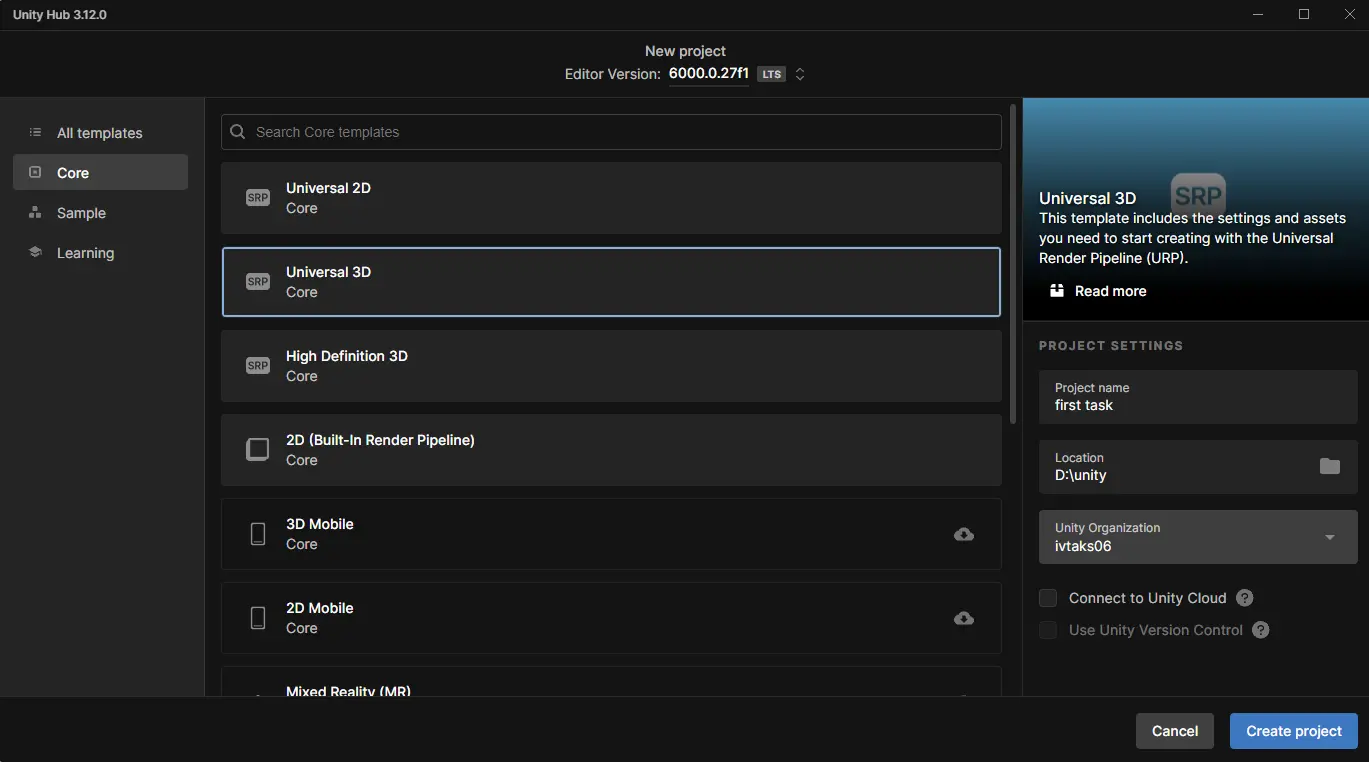 Unity Hub 3.12.0
New project
Editor Version: 6000.0.27f1 LTS
All templates
Core
Sample
Learning
Search Core templates
SRP
Universal 2D
Core
SRP
Universal 3D
Core
SRP
High Definition 3D
Core
2D (Built-In Render Pipeline)
Core
3D Mobile
Core
2D Mobile
Core
Mixed Reality (MR)
SRP
Universal 3D
This template includes the settings and assets
you need to start creating with the Universal
Render Pipeline (URP).
Read more
PROJECT SETTINGS
Project name
first task
Location
D:\unity
Unity Organization
ivtaks06
Connect to Unity Cloud ?
Use Unity Version Control ?
Cancel
Create project